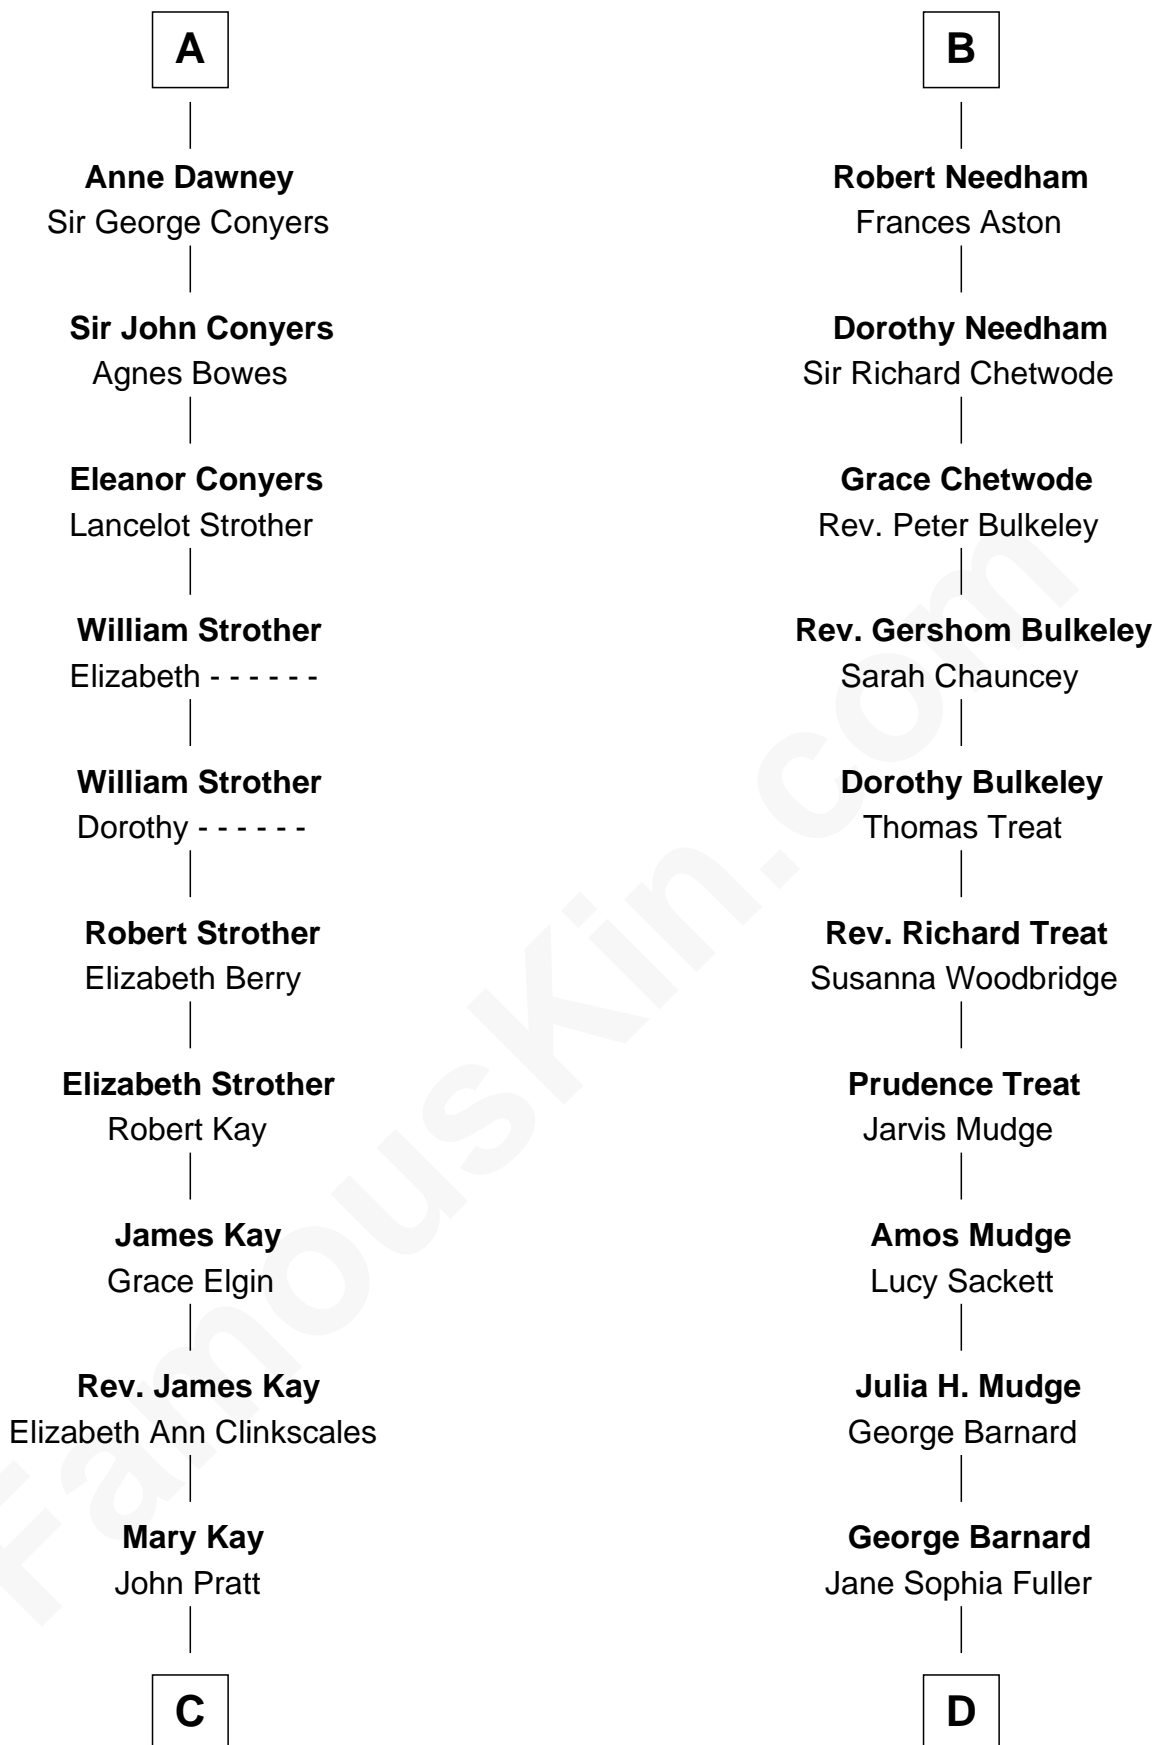 A
Anne Dawney
Sir George Conyers
Sir John Conyers
Agnes Bowes
Eleanor Conyers
Lancelot Strother
William Strother
Elizabeth - - - - - -
William Strother
Dorothy - - - - - -
Robert Strother
Elizabeth Berry
Elizabeth Strother
Robert Kay
James Kay
Grace Elgin
Rev. James Kay
Elizabeth Ann Clinkscales
Mary Kay
John Pratt
C
B
Robert Needham
Frances Aston
Dorothy Needham
Sir Richard Chetwode
Grace Chetwode
Rev. Peter Bulkeley
Rev. Gershom Bulkeley
Sarah Chauncey
Dorothy Bulkeley
Thomas Treat
Rev. Richard Treat
Susanna Woodbridge
Prudence Treat
Jarvis Mudge
Amos Mudge
Lucy Sackett
Julia H. Mudge
George Barnard
George Barnard
Jane Sophia Fuller
D
FamousKin.com